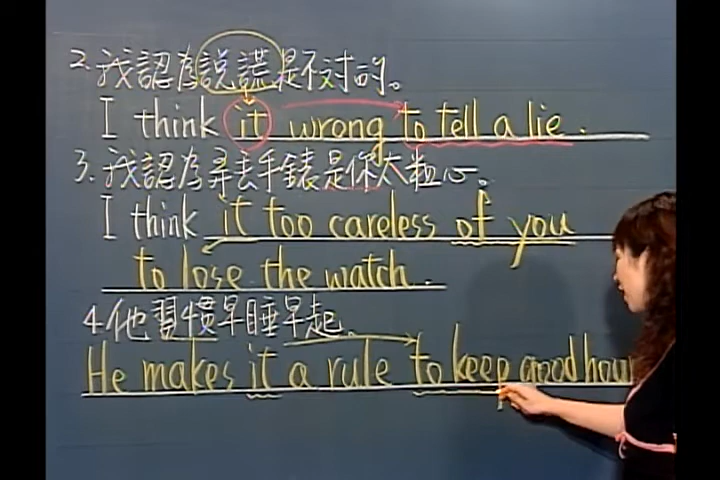 2. 我認為說謊是不对的。
I think it wrong to tell a lie.
3. 我認為弄丟手錶是你太粗心。
I think it too careless of you
to lose the watch.
4. 他習慣早睡早起.
He makes it a rule to keep good hour